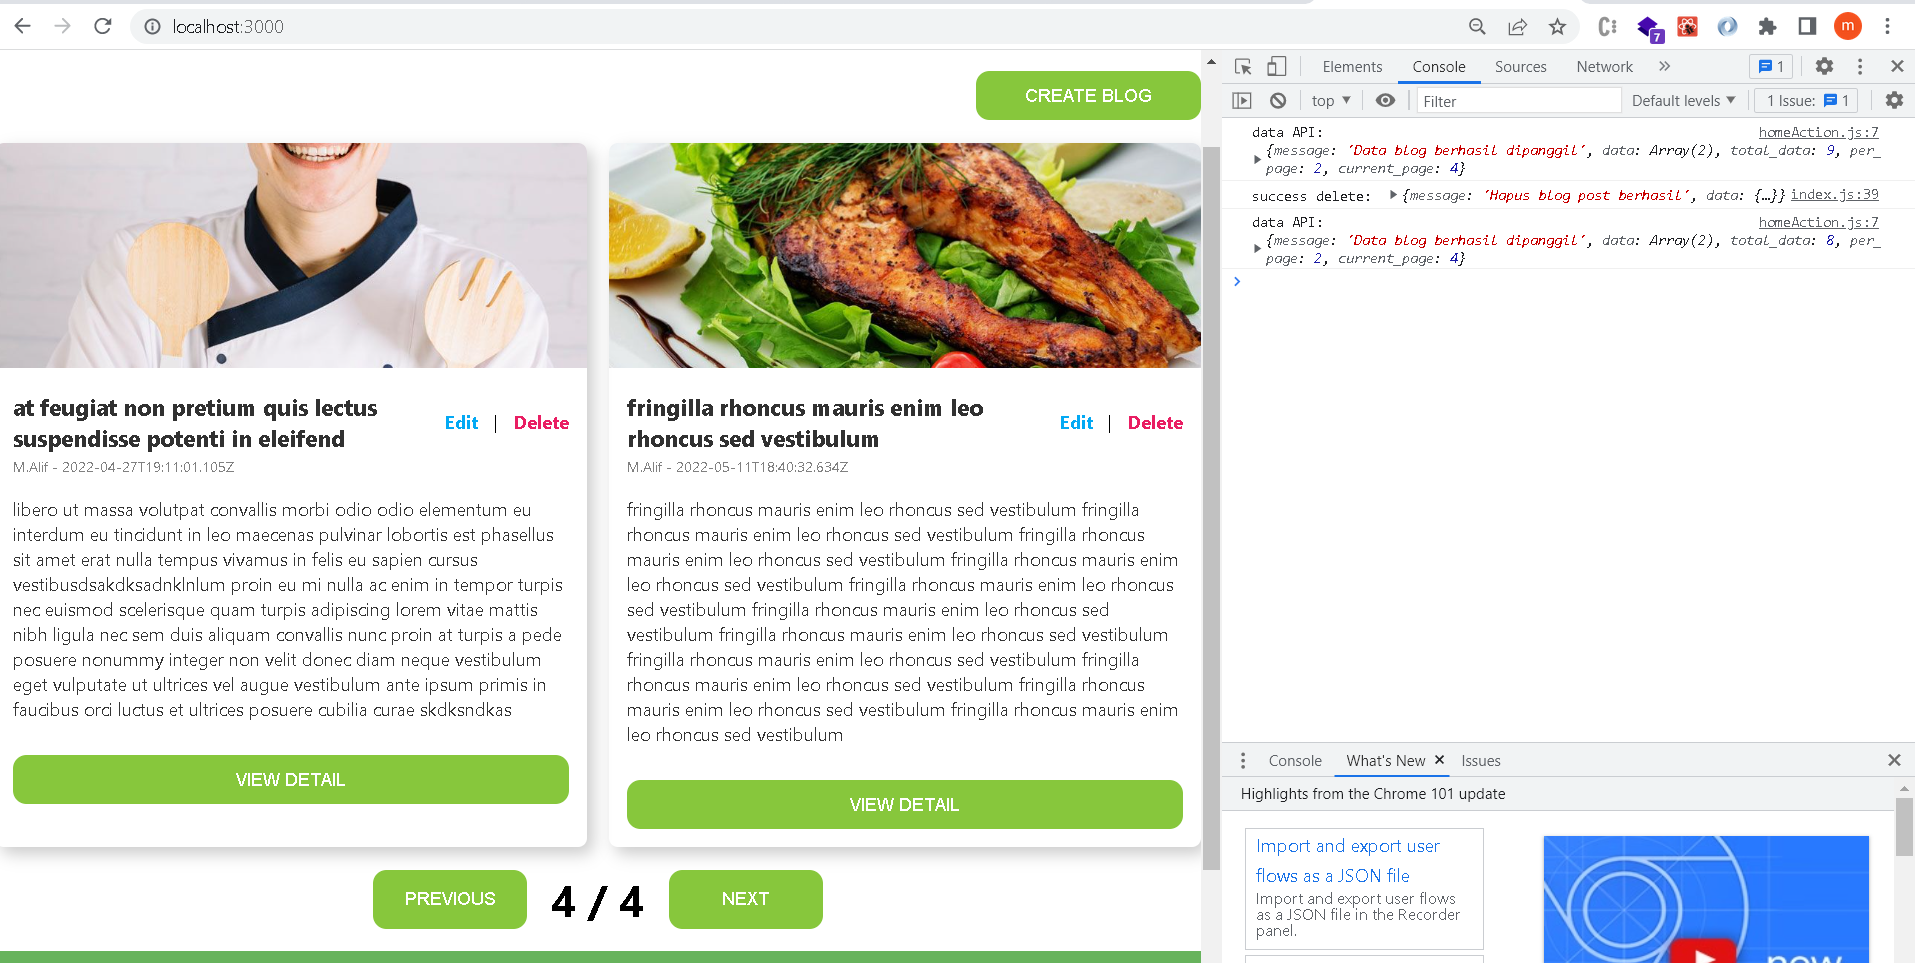 localhost:3000
7
m
CREATE BLOG
at feugiat non pretium quis lectus
suspendisse potenti in eleifend
Edit | Delete
M.Alif - 2022-04-27T19:11:01.105Z
libero ut massa volutpat convallis morbi odio odio elementum eu
interdum eu tincidunt in leo maecenas pulvinar lobortis est phasellus
sit amet erat nulla tempus vivamus in felis eu sapien cursus
vestibusdsakdksadnklnlum proin eu mi nulla ac enim in tempor turpis
nec euismod scelerisque quam turpis adipiscing lorem vitae mattis
nibh ligula nec sem duis aliquam convallis nunc proin at turpis a pede
posuere nonummy integer non velit donec diam neque vestibulum
eget vulputate ut ultrices vel augue vestibulum ante ipsum primis in
faucibus orci luctus et ultrices posuere cubilia curae skdksndkas
VIEW DETAIL
fringilla rhoncus mauris enim leo
rhoncus sed vestibulum
Edit | Delete
M.Alif - 2022-05-11T18:40:32.634Z
fringilla rhoncus mauris enim leo rhoncus sed vestibulum fringilla
rhoncus mauris enim leo rhoncus sed vestibulum fringilla rhoncus
mauris enim leo rhoncus sed vestibulum fringilla rhoncus mauris enim
leo rhoncus sed vestibulum fringilla rhoncus mauris enim leo rhoncus
sed vestibulum fringilla rhoncus mauris enim leo rhoncus sed
vestibulum fringilla rhoncus mauris enim leo rhoncus sed vestibulum
fringilla rhoncus mauris enim leo rhoncus sed vestibulum fringilla
rhoncus mauris enim leo rhoncus sed vestibulum fringilla rhoncus
mauris enim leo rhoncus sed vestibulum fringilla rhoncus mauris enim
leo rhoncus sed vestibulum
VIEW DETAIL
PREVIOUS 4 / 4 NEXT
Elements Console Sources Network 1
top Filter Default levels 1 Issue: 1
data API: homeAction.js:7
{message: 'Data blog berhasil dipanggil', data: Array(2), total_data: 9, per_
page: 2, current_page: 4}
success delete: {message: 'Hapus blog post berhasil', data: {…}} index.js:39
data API: homeAction.js:7
{message: 'Data blog berhasil dipanggil', data: Array(2), total_data: 8, per_
page: 2, current_page: 4}
Console What's New Issues
Highlights from the Chrome 101 update
Import and export user
flows as a JSON file
Import and export user flows
as a JSON file in the Recorder
panel.
now